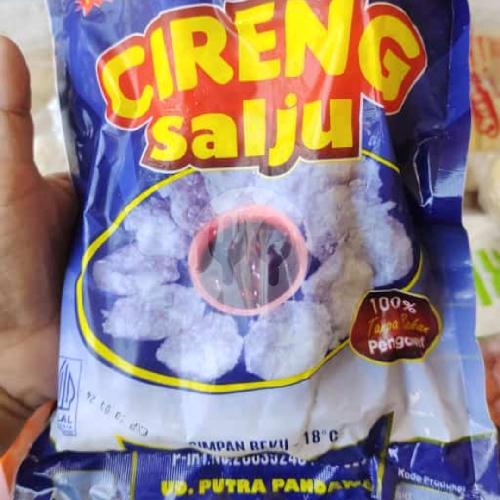 CIRENG
salju
100%
Tanpa Bahan
Pengawet
SIMPAN BEKU - 18°C
UD. PUTRA PANDAWA
Kode Produksi